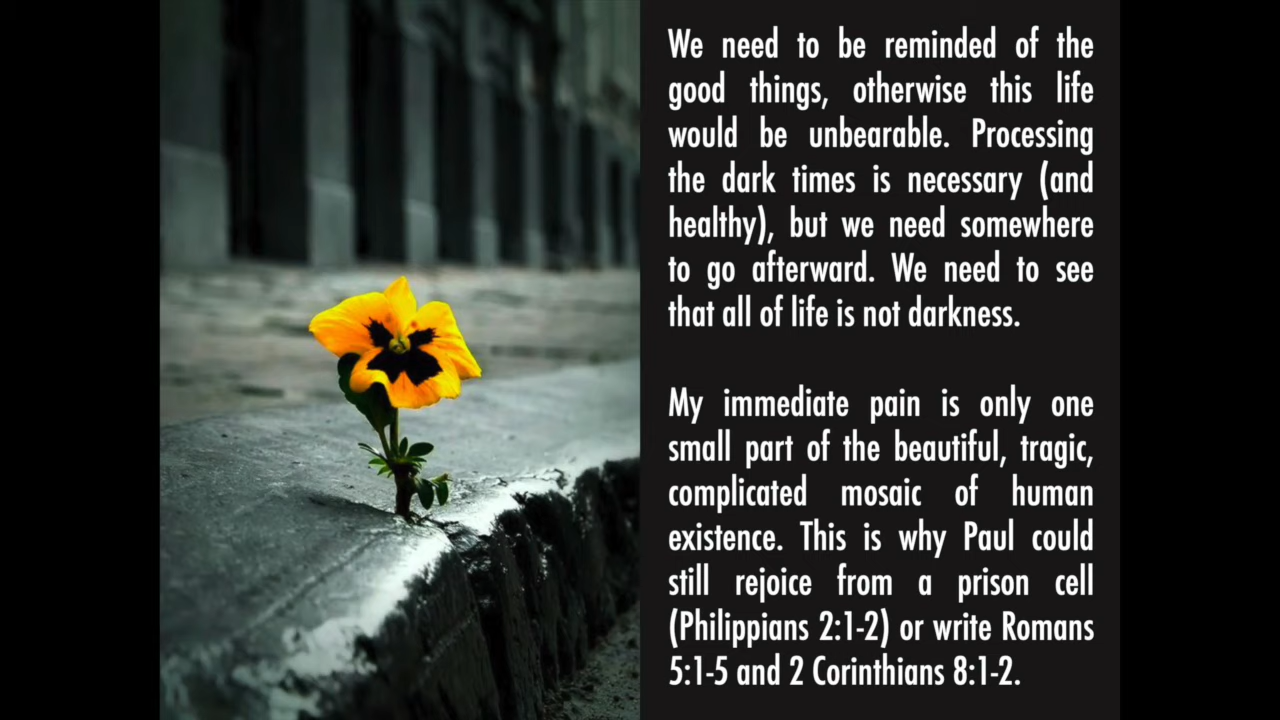 We need to be reminded of the
good things, otherwise this life
would be unbearable. Processing
the dark times is necessary (and
healthy), but we need somewhere
to go afterward. We need to see
that all of life is not darkness.
My immediate pain is only one
small part of the beautiful, tragic,
complicated mosaic of human
existence. This is why Paul could
still rejoice from a prison cell
(Philippians 2:1-2) or write Romans
5:1-5 and 2 Corinthians 8:1-2.